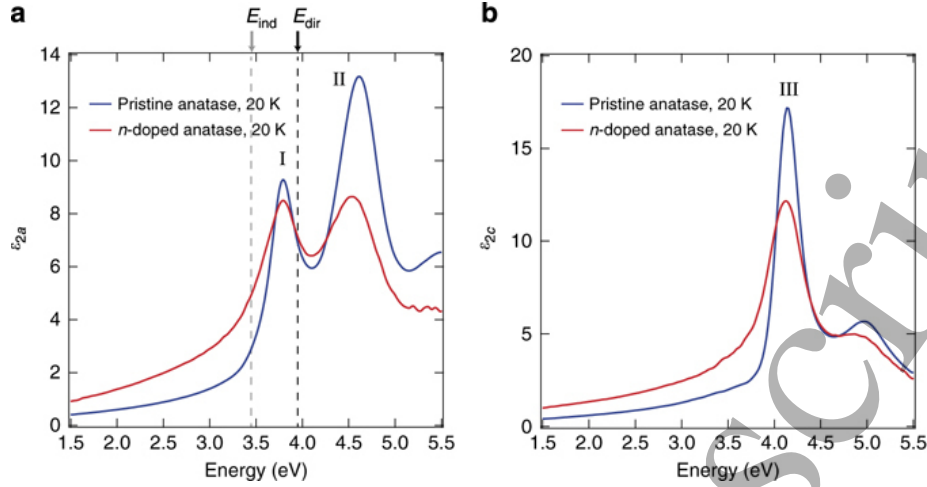 a
E_ind E_dir
14
12
10
8
6
4
2
0
ε_2a
II
Pristine anatase, 20 K
n-doped anatase, 20 K
I
1.5 2.0 2.5 3.0 3.5 4.0 4.5 5.0 5.5
Energy (eV)
b
20
15
10
5
0
ε_2c
III
Pristine anatase, 20 K
n-doped anatase, 20 K
1.5 2.0 2.5 3.0 3.5 4.0 4.5 5.0 5.5
Energy (eV)
scri